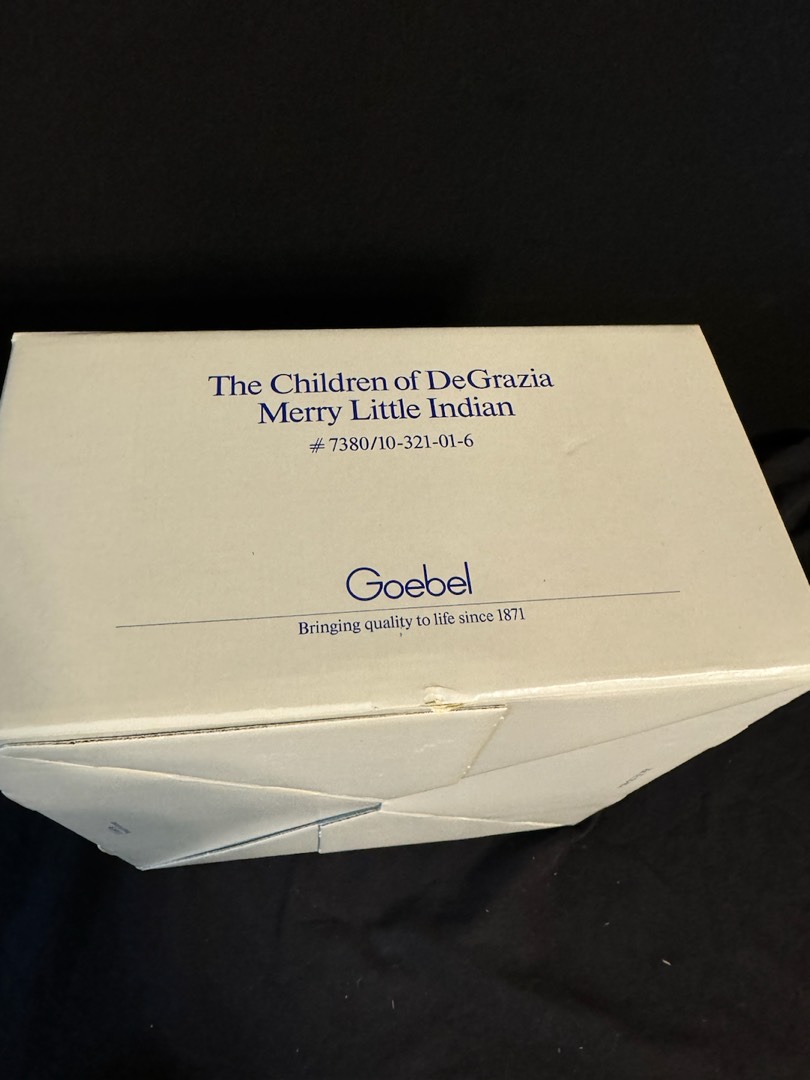 The Children of DeGrazia
Merry Little Indian
# 7380/10-321-01-6
Goebel
Bringing quality to life since 1871